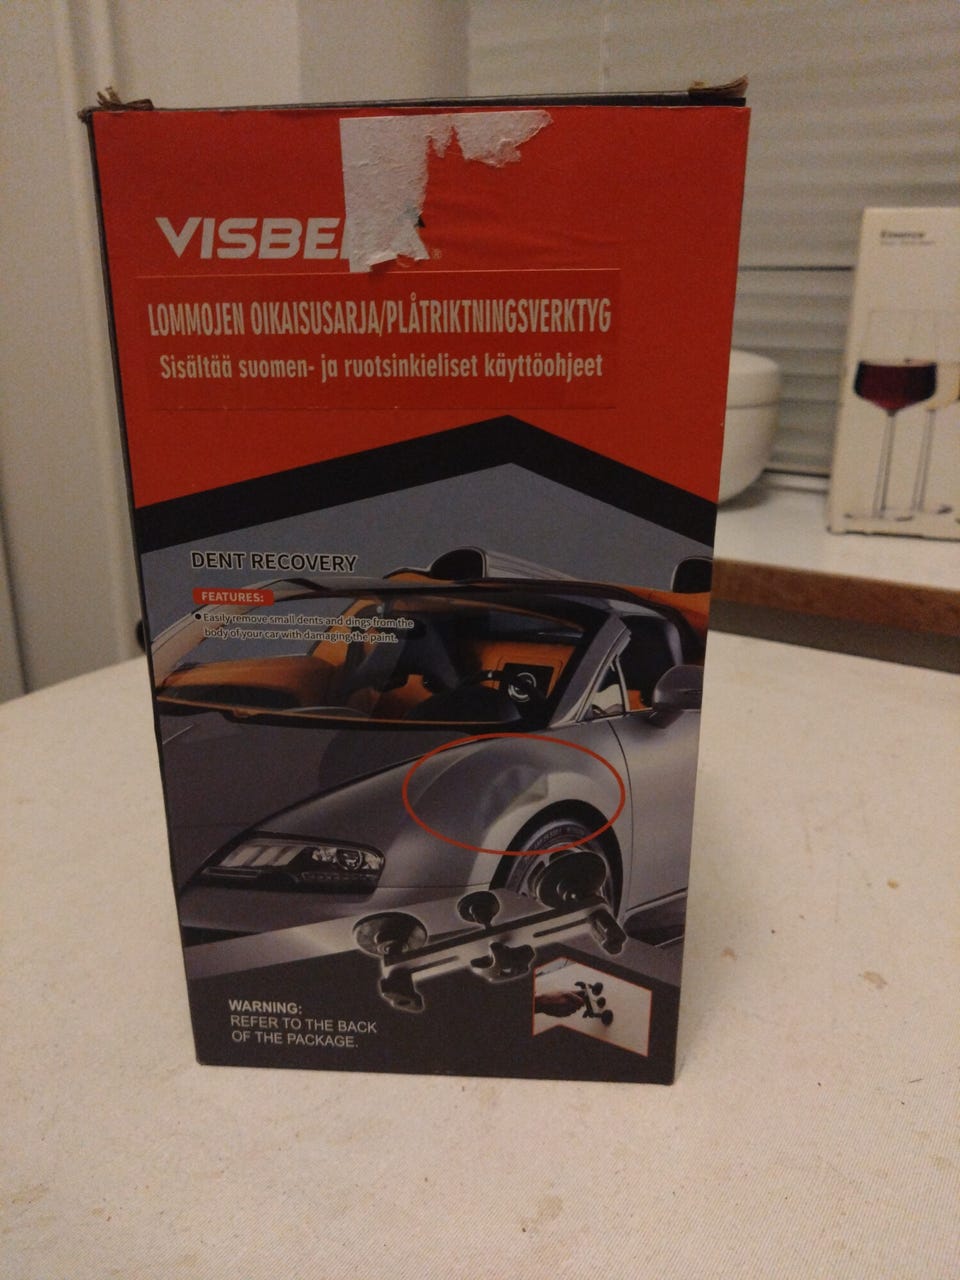 VISBE
®
LOMMOJEN OIKAISUSARJA/PLÅTRIKTNINGSVERKTYG
Sisältää suomen- ja ruotsinkieliset käyttöohjeet
DENT RECOVERY
FEATURES:
● Easily remove small dents and dings from the
body of your car with damaging the paint.
WARNING:
REFER TO THE BACK
OF THE PACKAGE.
Essence